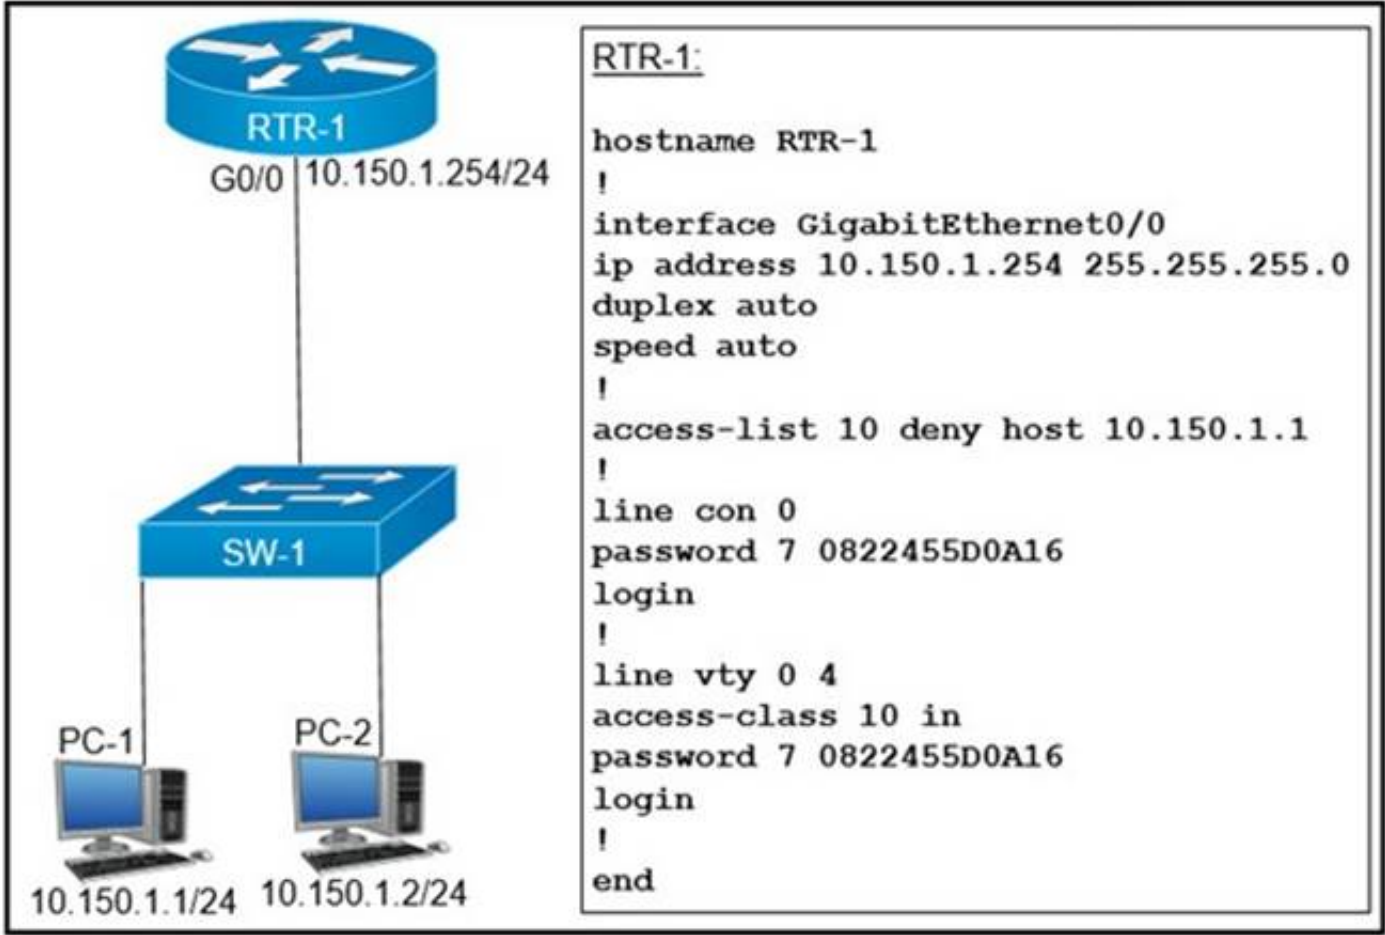 RTR-1
G0/0
10.150.1.254/24
SW-1
PC-1
PC-2
10.150.1.1/24
10.150.1.2/24
RTR-1:
hostname RTR-1
!
interface GigabitEthernet0/0
ip address 10.150.1.254 255.255.255.0
duplex auto
speed auto
!
access-list 10 deny host 10.150.1.1
!
line con 0
password 7 0822455D0A16
login
!
line vty 0 4
access-class 10 in
password 7 0822455D0A16
login
!
end